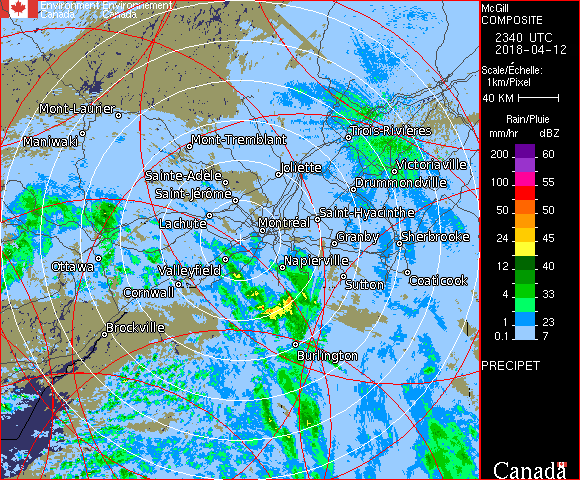 Environment Environnement
Canada Canada
Mont-Laurier
Maniwaki
Mont-Tremblant
Trois-Rivières
Joliette
Victoriaville
Sainte-Adèle
Drummondville
Saint-Jérôme
Saint-Hyacinthe
Lachute
Montréal
Granby
Sherbrooke
Ottawa
Valleyfield
Napierville
Coaticook
Cornwall
Sutton
Brockville
Burlington
McGill
COMPOSITE
2340 UTC
2018-04-12
Scale/Échelle:
1km/Pixel
40 KM
Rain/Pluie
mm/hr dBZ
200 60
100 55
50 50
24 45
12 40
4 33
1 23
0.1 7
PRECIPET
Canada